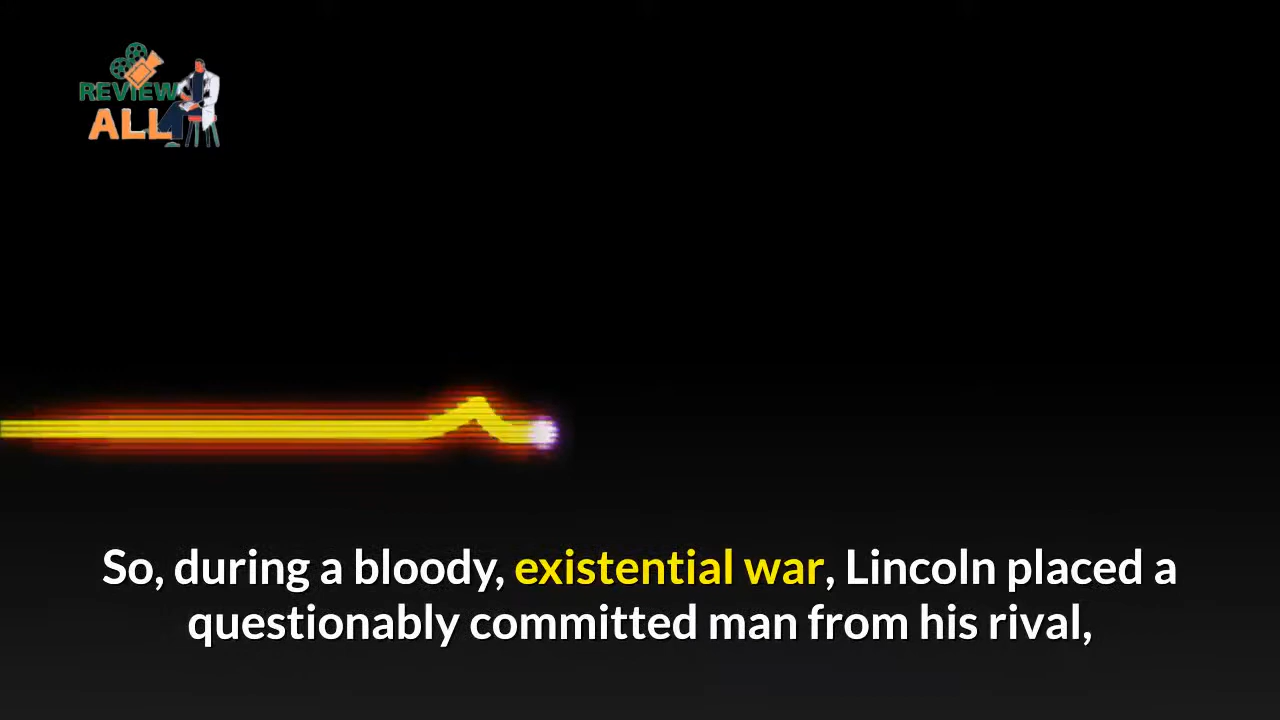 REVIEW
ALL
So, during a bloody, existential war, Lincoln placed a
questionably committed man from his rival,